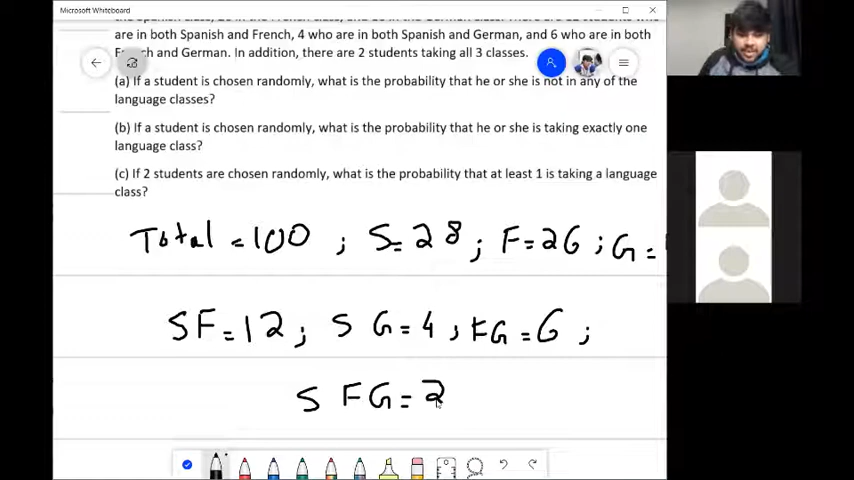 Microsoft Whiteboard
are in both Spanish and French, 4 who are in both Spanish and German, and 6 who are in both
French and German. In addition, there are 2 students taking all 3 classes.
(a) If a student is chosen randomly, what is the probability that he or she is not in any of the
language classes?
(b) If a student is chosen randomly, what is the probability that he or she is taking exactly one
language class?
(c) If 2 students are chosen randomly, what is the probability that at least 1 is taking a language
class?
Total = 100 ; S = 28 ; F = 26 ; G =
SF = 12 ; S G = 4 ; FG = 6 ;
S FG = 2